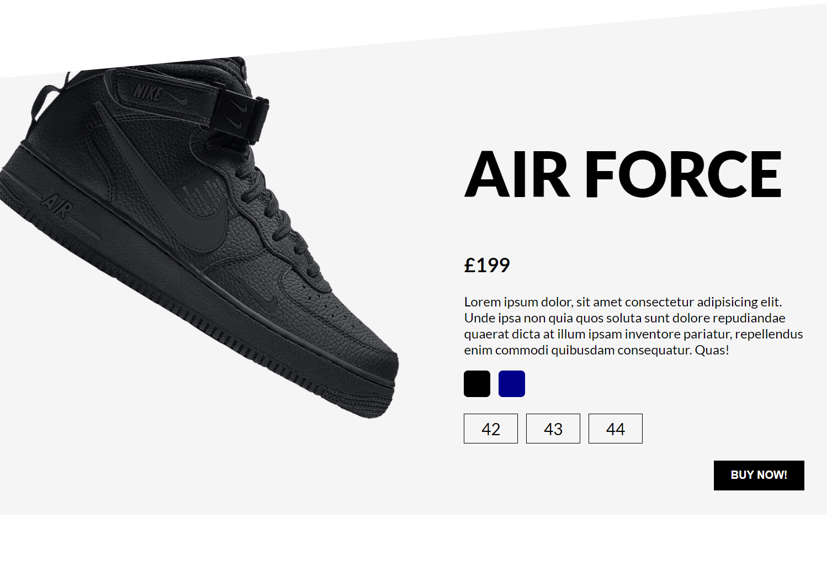 NIKE
AIR
AIR FORCE
£199
Lorem ipsum dolor, sit amet consectetur adipisicing elit.
Unde ipsa non quia quos soluta sunt dolore repudiandae
quaerat dicta at illum ipsam inventore pariatur, repellendus
enim commodi quibusdam consequatur. Quas!
42 43 44
BUY NOW!